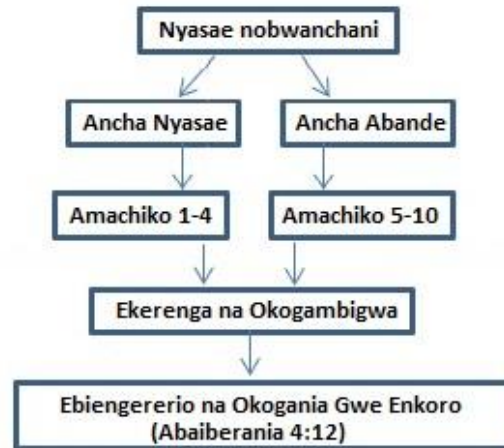 Nyasae nobwanchani
Ancha Nyasae
Ancha Abande
Amachiko 1-4
Amachiko 5-10
Ekerenga na Okogambigwa
Ebiengererio na Okogania Gwe Enkoro
(Abaiberania 4:12)